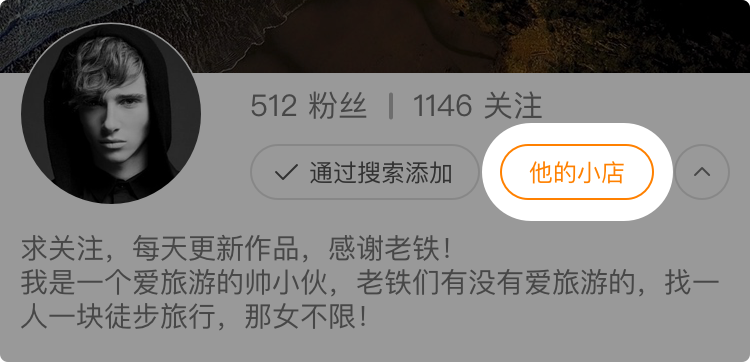 512 粉丝 | 1146 关注
通过搜索添加 他的小店
求关注，每天更新作品，感谢老铁！
我是一个爱旅游的帅小伙，老铁们有没有爱旅游的，找一
人一块徒步旅行，那女不限！